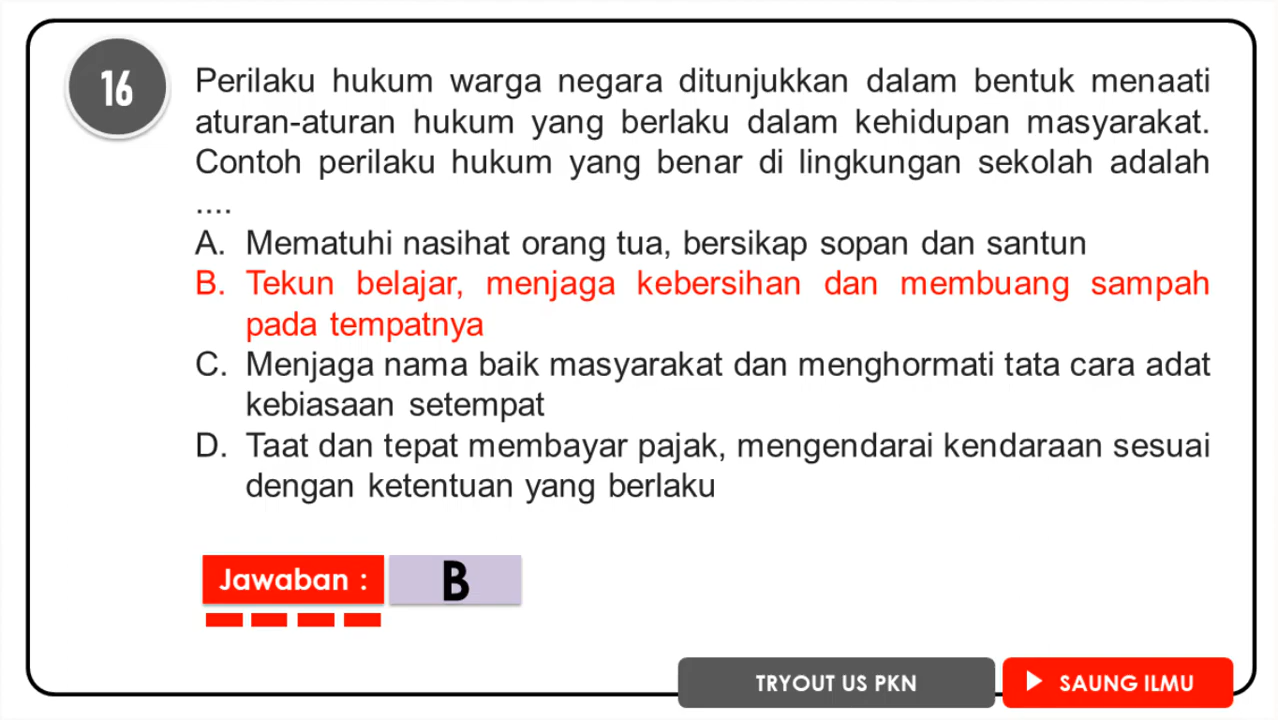 16
Perilaku hukum warga negara ditunjukkan dalam bentuk menaati
aturan-aturan hukum yang berlaku dalam kehidupan masyarakat.
Contoh perilaku hukum yang benar di lingkungan sekolah adalah
....
A. Mematuhi nasihat orang tua, bersikap sopan dan santun
B. Tekun belajar, menjaga kebersihan dan membuang sampah
pada tempatnya
C. Menjaga nama baik masyarakat dan menghormati tata cara adat
kebiasaan setempat
D. Taat dan tepat membayar pajak, mengendarai kendaraan sesuai
dengan ketentuan yang berlaku
Jawaban : B
TRYOUT US PKN
SAUNG ILMU